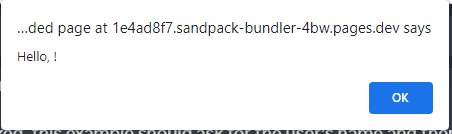 ...ded page at 1e4ad8f7.sandpack-bundler-4bw.pages.dev says
Hello, !
OK